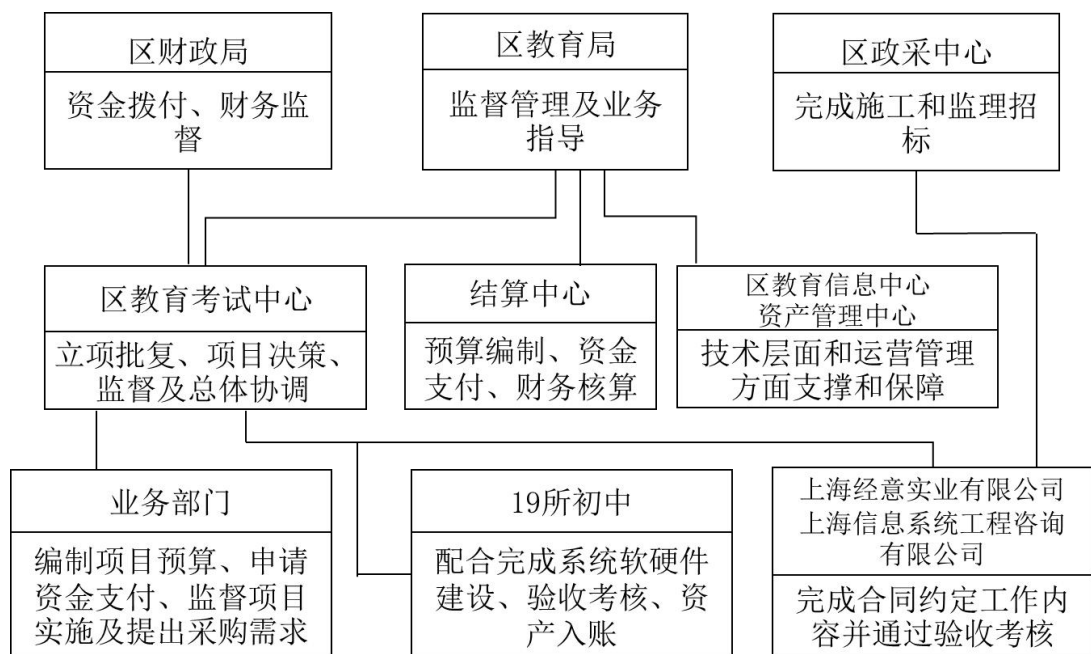 区财政局
资金拨付、财务监
督
区教育局
监督管理及业务
指导
区政采中心
完成施工和监理招
标
区教育考试中心
立项批复、项目决策、
监督及总体协调
结算中心
预算编制、资金
支付、财务核算
区教育信息中心
资产管理中心
技术层面和运营管理
方面支撑和保障
业务部门
编制项目预算、申请
资金支付、监督项目
实施及提出采购需求
19所初中
配合完成系统软硬件
建设、验收考核、资
产入账
上海经意实业有限公司
上海信息系统工程咨询
有限公司
完成合同约定工作内
容并通过验收考核